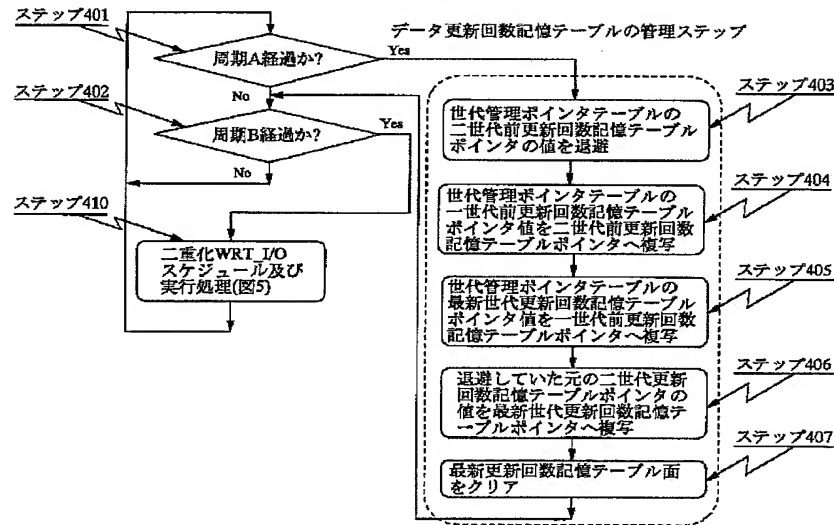 ステップ401
周期A経過か?
Yes
No
ステップ402
周期B経過か?
Yes
No
ステップ410
二重化WRT_I/O
スケジュール及び
実行処理(図5)
データ更新回数記憶テーブルの管理ステップ
ステップ403
世代管理ポインタテーブルの
二世代前更新回数記憶テーブル
ポインタの値を退避
ステップ404
世代管理ポインタテーブルの
一世代前更新回数記憶テーブル
ポインタ値を二世代前更新回数
記憶テーブルポインタへ複写
ステップ405
世代管理ポインタテーブルの
最新世代更新回数記憶テーブル
ポインタ値を一世代前更新回数
記憶テーブルポインタへ複写
ステップ406
退避していた元の二世代更新
回数記憶テーブルポインタの
値を最新世代更新回数記憶テ
ーブルポインタへ複写
ステップ407
最新更新回数記憶テーブル面
をクリア